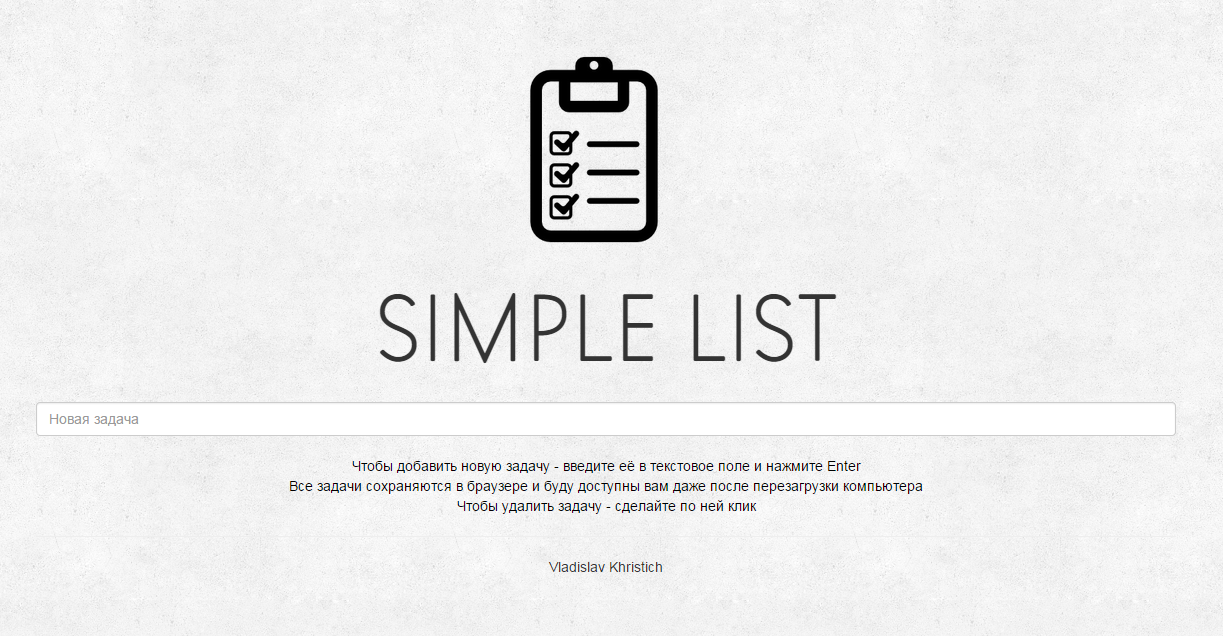 SIMPLE LIST
Новая задача
Чтобы добавить новую задачу - введите её в текстовое поле и нажмите Enter
Все задачи сохраняются в браузере и буду доступны вам даже после перезагрузки компьютера
Чтобы удалить задачу - сделайте по ней клик
Vladislav Khristich